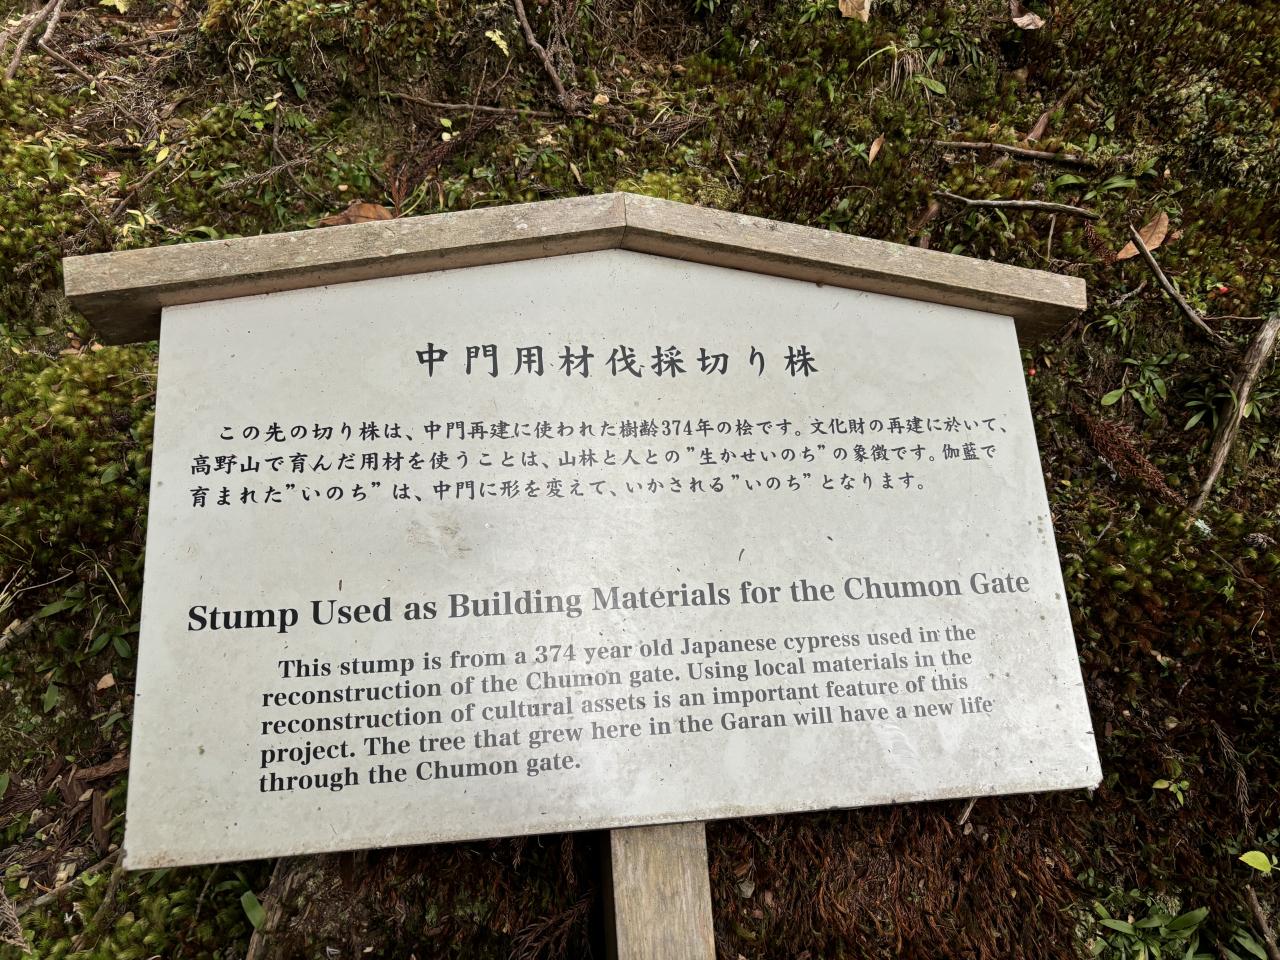 中門用材伐採切り株
この先の切り株は、中門再建に使われた樹齢374年の桧です。文化財の再建に於いて、
高野山で育んだ用材を使うことは、山林と人との"生かせいのち"の象徴です。伽藍で
育まれた"いのち"は、中門に形を変えて、いかされる"いのち"となります。
Stump Used as Building Materials for the Chumon Gate
This stump is from a 374 year old Japanese cypress used in the
reconstruction of the Chumon gate. Using local materials in the
reconstruction of cultural assets is an important feature of this
project. The tree that grew here in the Garan will have a new life
through the Chumon gate.